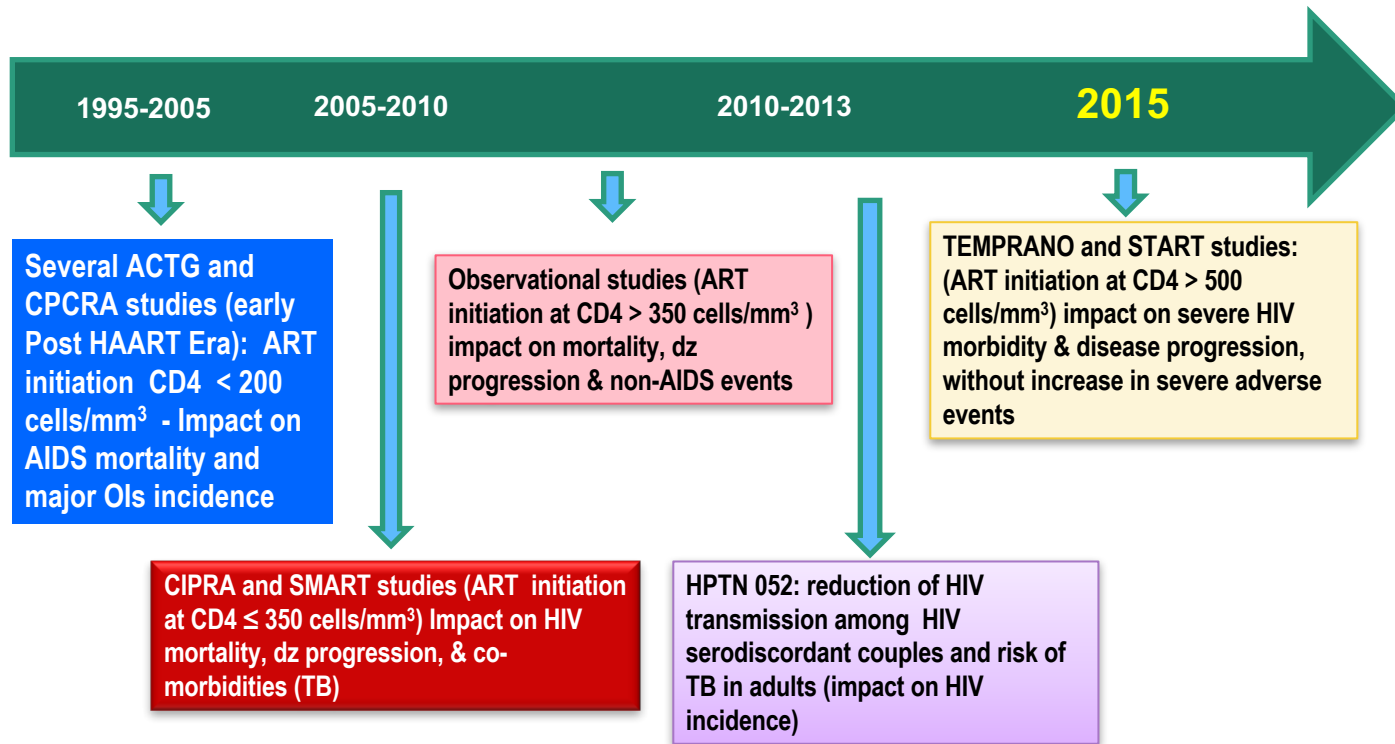 1995-2005
2005-2010
2010-2013
2015
Several ACTG and
CPCRA studies (early
Post HAART Era): ART
initiation CD4 < 200
cells/mm³ - Impact on
AIDS mortality and
major OIs incidence
CIPRA and SMART studies (ART initiation
at CD4 ≤ 350 cells/mm³) Impact on HIV
mortality, dz progression, & co-
morbidities (TB)
Observational studies (ART
initiation at CD4 > 350 cells/mm³ )
impact on mortality, dz
progression & non-AIDS events
HPTN 052: reduction of HIV
transmission among HIV
serodiscordant couples and risk of
TB in adults (impact on HIV
incidence)
TEMPRANO and START studies:
(ART initiation at CD4 > 500
cells/mm³) impact on severe HIV
morbidity & disease progression,
without increase in severe adverse
events